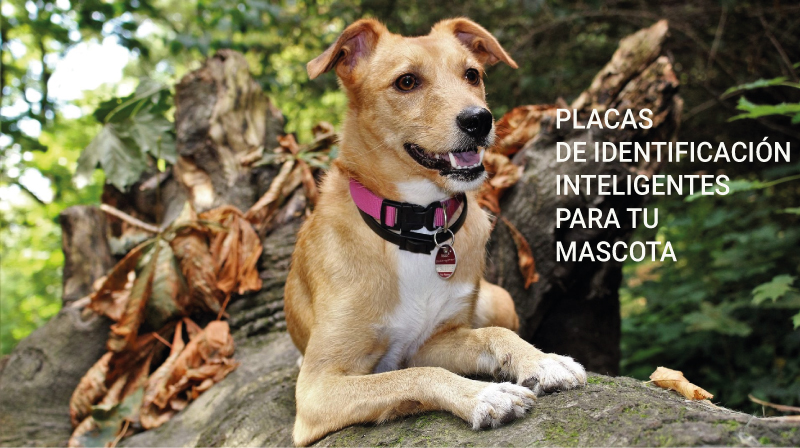 PLACAS
DE IDENTIFICACIÓN
INTELIGENTES
PARA TU
MASCOTA